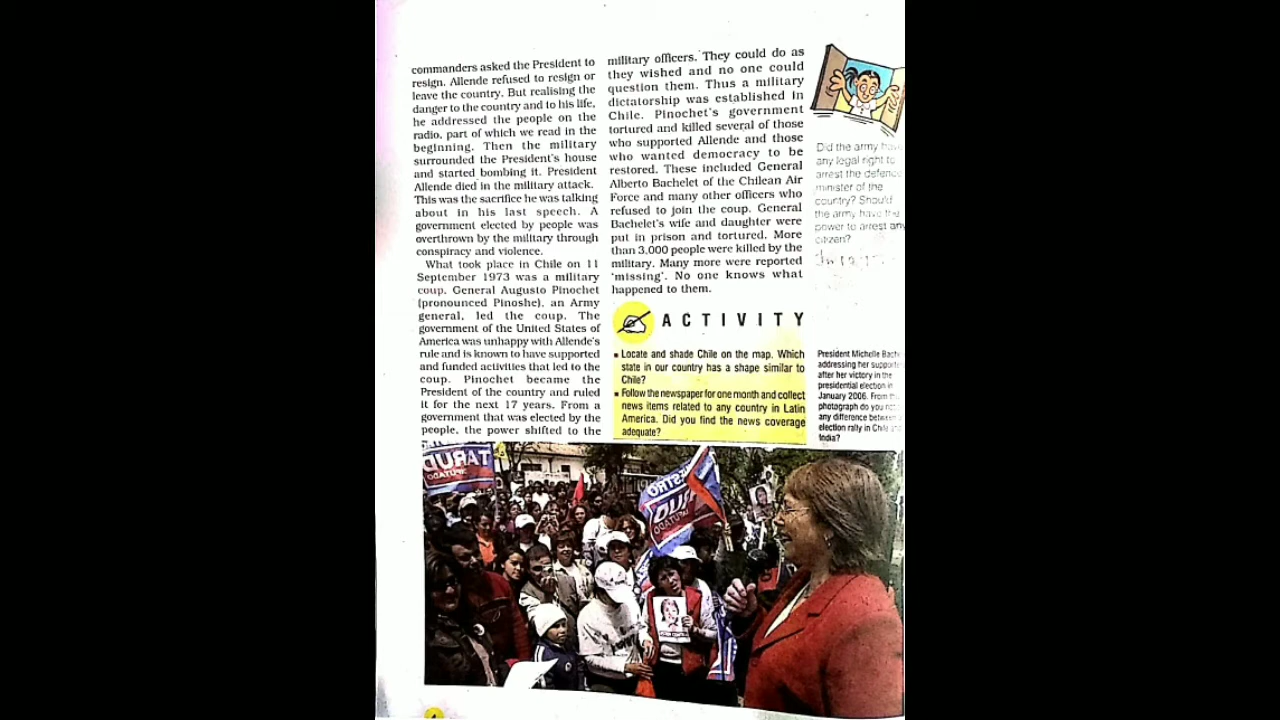 commanders asked the President to
resign. Allende refused to resign or
leave the country. But realising the
danger to the country and to his life,
he addressed the people on the
radio, part of which we read in the
beginning. Then the military
surrounded the President's house
and started bombing it. President
Allende died in the military attack.
This was the sacrifice he was talking
about in his last speech. A
government elected by people was
overthrown by the military through
conspiracy and violence.
What took place in Chile on 11
September 1973 was a military
coup. General Augusto Pinochet
(pronounced Pinoshe), an Army
general, led the coup. The
government of the United States of
America was unhappy with Allende's
rule and is known to have supported
and funded activities that led to the
coup. Pinochet became the
President of the country and ruled
it for the next 17 years. From a
government that was elected by the
people, the power shifted to the
military officers. They could do as
they wished and no one could
question them. Thus a military
dictatorship was established in
Chile. Pinochet's government
tortured and killed several of those
who supported Allende and those
who wanted democracy to be
restored. These included General
Alberto Bachelet of the Chilean Air
Force and many other officers who
refused to join the coup. General
Bachelet's wife and daughter were
put in prison and tortured. More
than 3,000 people were killed by the
military. Many more were reported
'missing'. No one knows what
happened to them.
ACTIVITY
▪ Locate and shade Chile on the map. Which
state in our country has a shape similar to
Chile?
▪ Follow the newspaper for one month and collect
news items related to any country in Latin
America. Did you find the news coverage
adequate?
Did the army have
any legal right to
arrest the defence
minister of the
country? Should
the army have the
power to arrest any
citizen?
President Michelle Bach
addressing her supporte
after her victory in the
presidential election in
January 2006. From
photograph do you
any difference between
election rally in Chile and
India?
TARUD
DIPUTADO